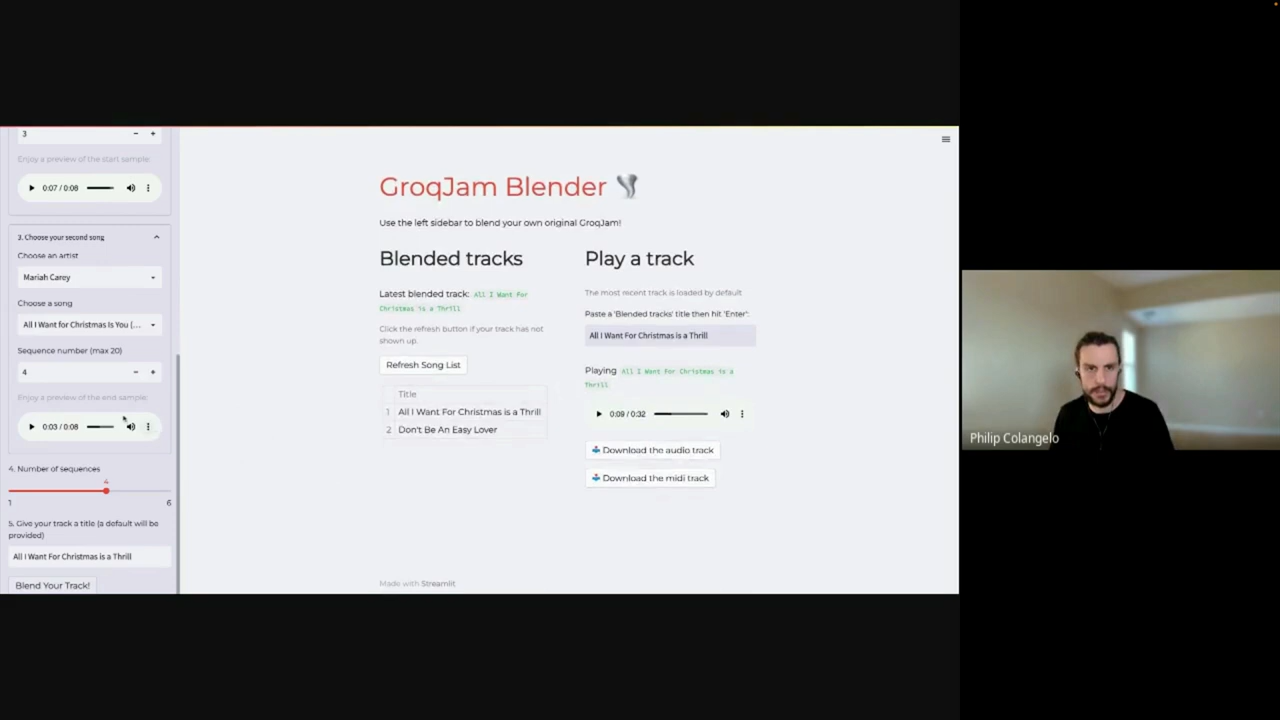 3
Enjoy a preview of the start sample:
0:07 / 0:08
3. Choose your second song
Choose an artist
Mariah Carey
Choose a song
All I Want for Christmas Is You (...
Sequence number (max 20)
4
Enjoy a preview of the end sample:
0:03 / 0:08
4. Number of sequences
4
1
6
5. Give your track a title (a default will be
provided)
All I Want For Christmas is a Thrill
Blend Your Track!
GroqJam Blender
Use the left sidebar to blend your own original GroqJam!
Blended tracks
Latest blended track: All I Want For
Christmas is a Thrill
Click the refresh button if your track has not
shown up.
Refresh Song List
Title
1 All I Want For Christmas is a Thrill
2 Don't Be An Easy Lover
Play a track
The most recent track is loaded by default
Paste a 'Blended tracks' title then hit 'Enter':
All I Want For Christmas is a Thrill
Playing All I Want For Christmas is a
Thrill
0:09 / 0:32
Download the audio track
Download the midi track
Made with Streamlit
Philip Colangelo